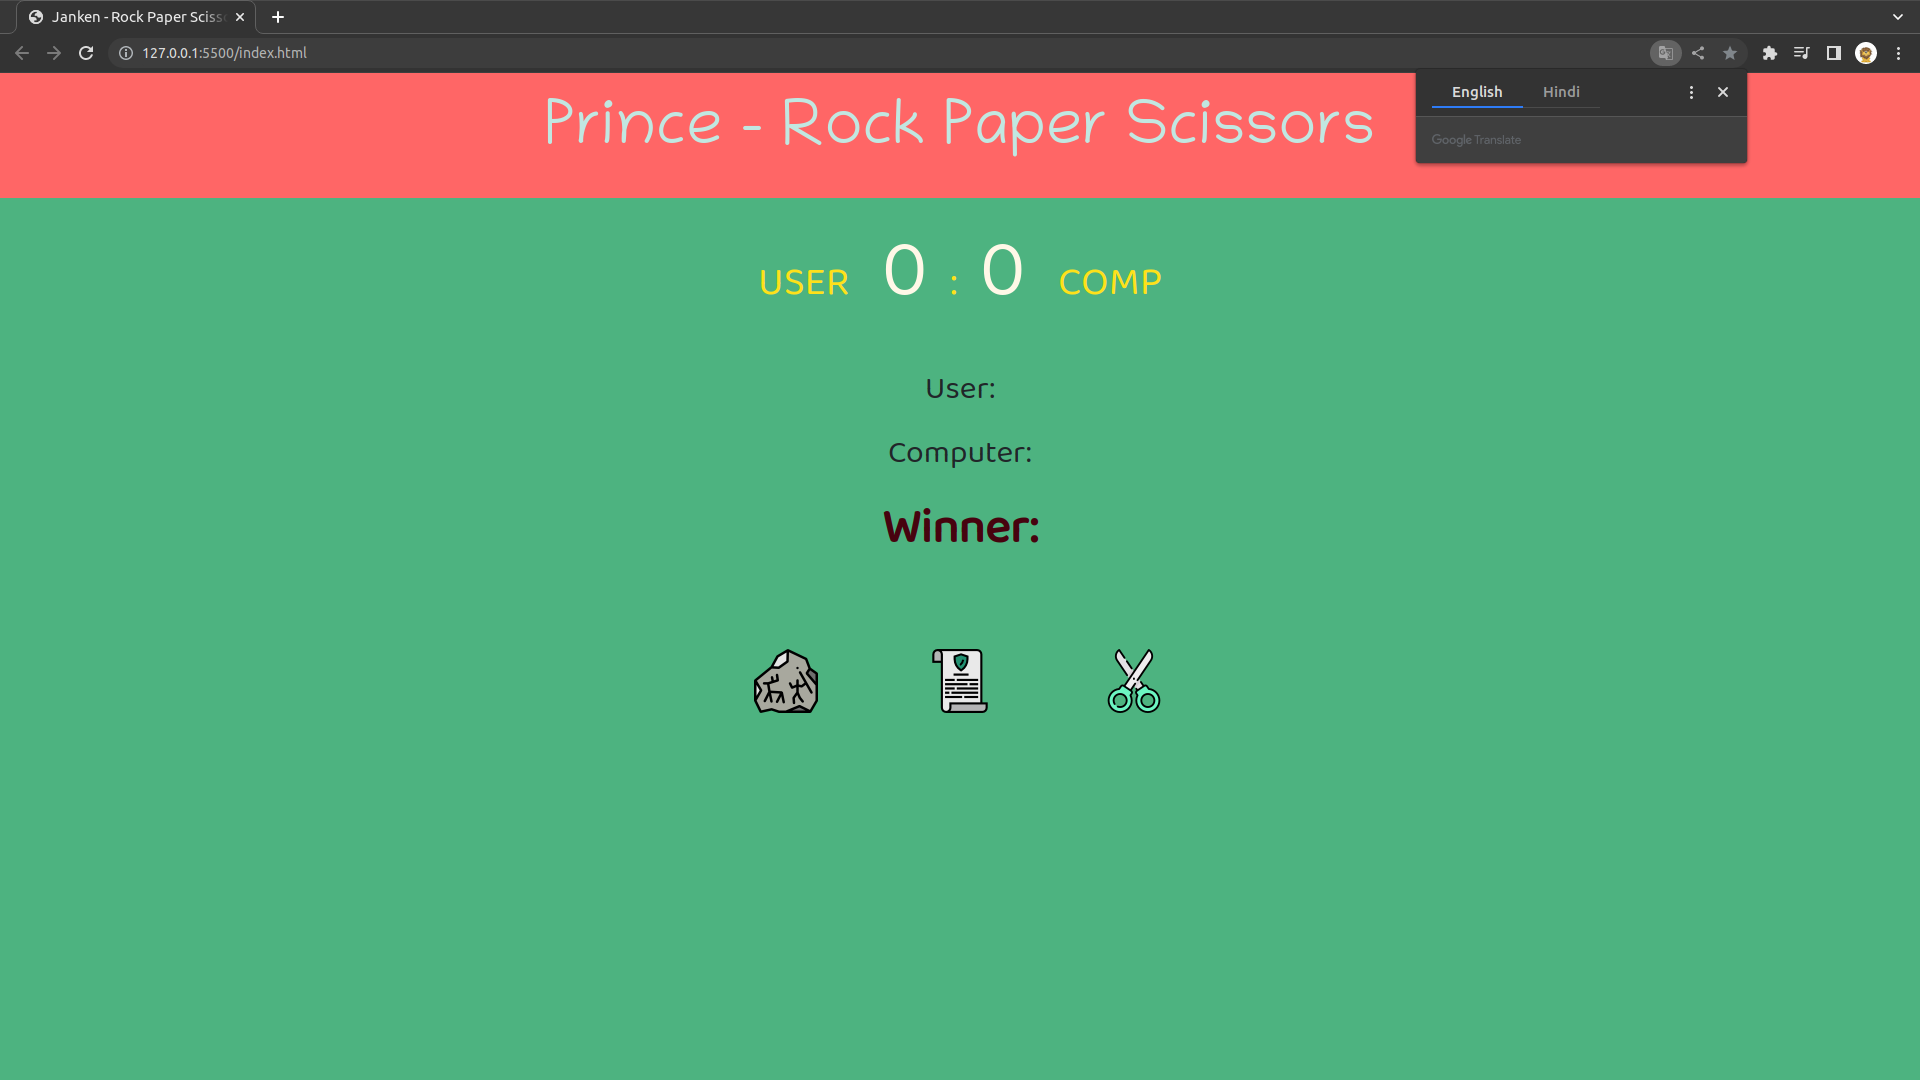 Janken - Rock Paper Sciss
127.0.0.1:5500/index.html
English Hindi
Google Translate
Prince - Rock Paper Scissors
USER 0 : 0 COMP
User:
Computer:
Winner: